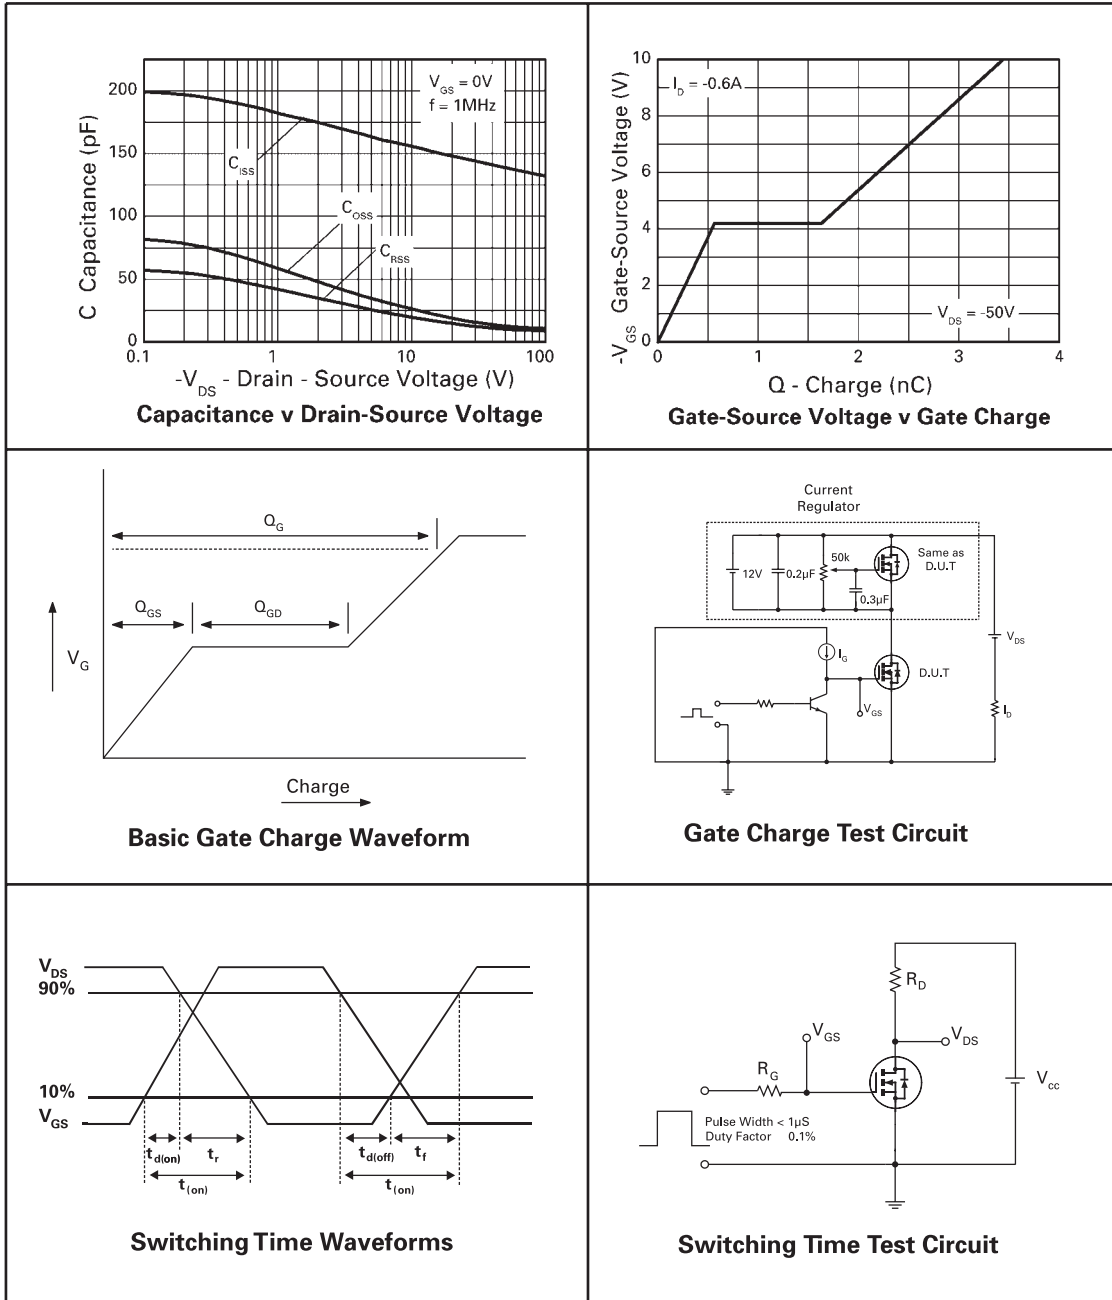 200
150
100
50
0
C Capacitance (pF)
V_GS = 0V
f = 1MHz
C_ISS
C_OSS
C_RSS
0.1
1
10
100
-V_DS - Drain - Source Voltage (V)
Capacitance v Drain-Source Voltage
10
8
6
4
2
0
-V_GS Gate-Source Voltage (V)
I_D = -0.6A
V_DS = -50V
0
1
2
3
4
Q - Charge (nC)
Gate-Source Voltage v Gate Charge
Q_G
Q_GS
Q_GD
V_G
Charge
Basic Gate Charge Waveform
Current
Regulator
12V
0.2µF
50k
0.3µF
Same as
D.U.T
V_DS
I_G
D.U.T
V_GS
I_D
Gate Charge Test Circuit
V_DS
90%
10%
V_GS
t_d(on)
t_r
t_d(off)
t_f
t_(on)
t_(on)
Switching Time Waveforms
R_D
V_GS
V_DS
R_G
V_cc
Pulse Width < 1µS
Duty Factor 0.1%
Switching Time Test Circuit